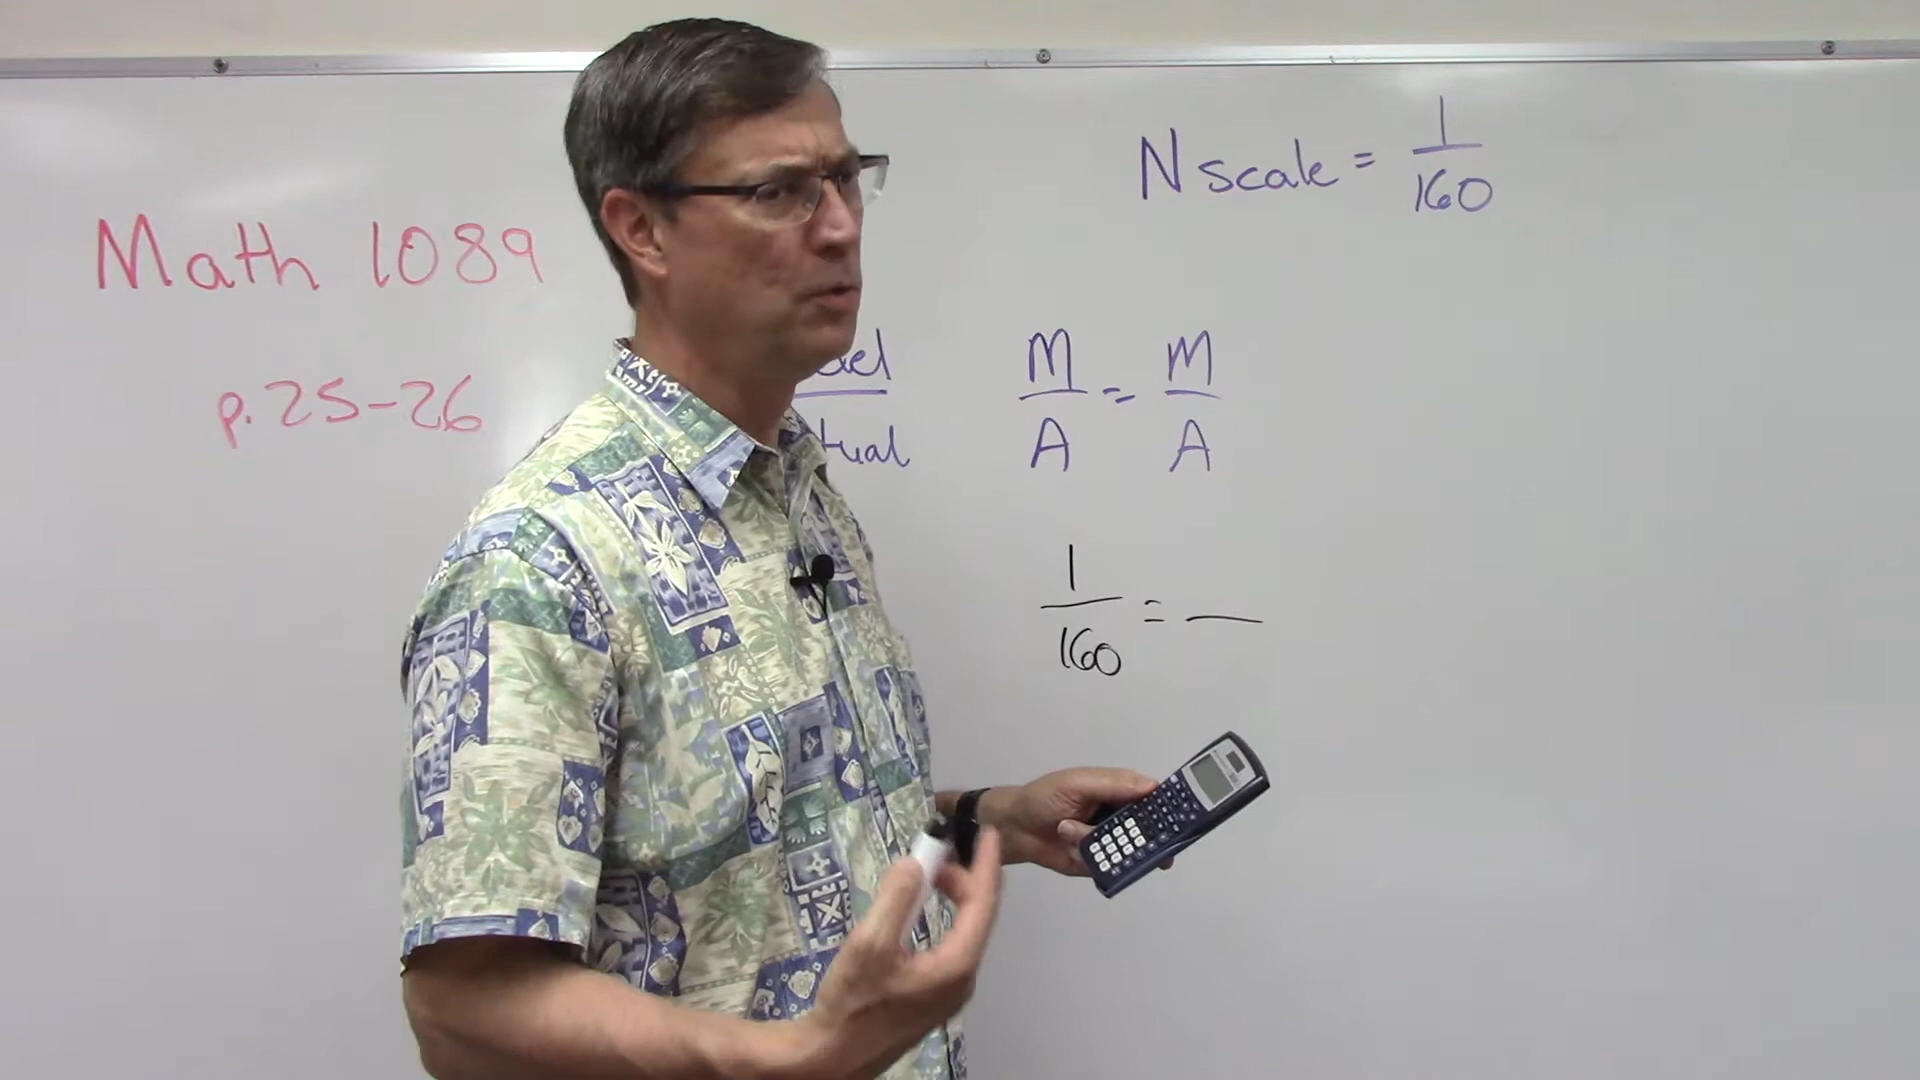 Math 1089
p. 25-26
N scale = 1/160
M/A = M/A
1/160 = —